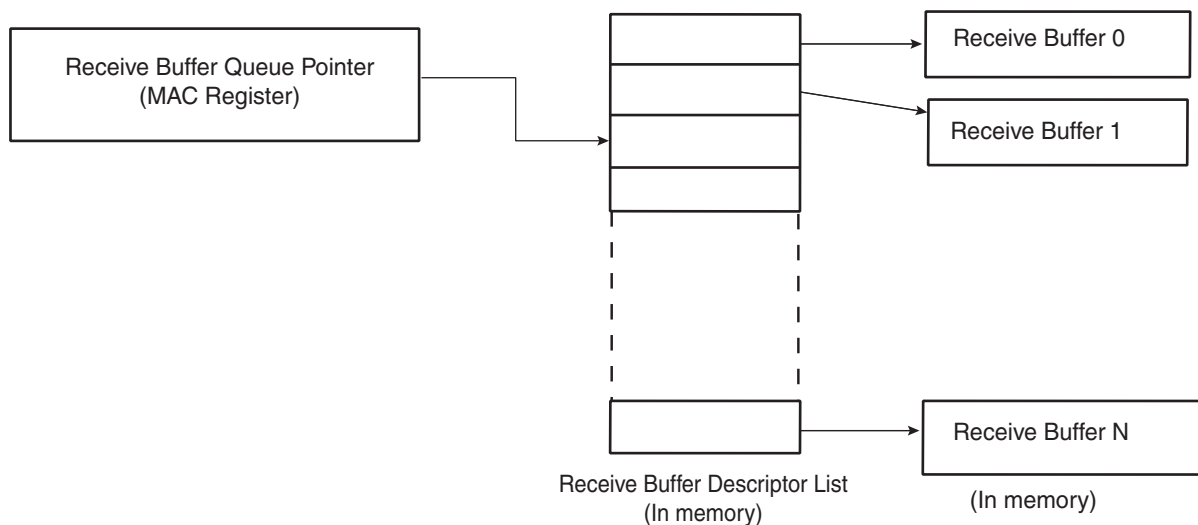 Receive Buffer Queue Pointer
(MAC Register)
Receive Buffer 0
Receive Buffer 1
Receive Buffer N
Receive Buffer Descriptor List
(In memory)
(In memory)